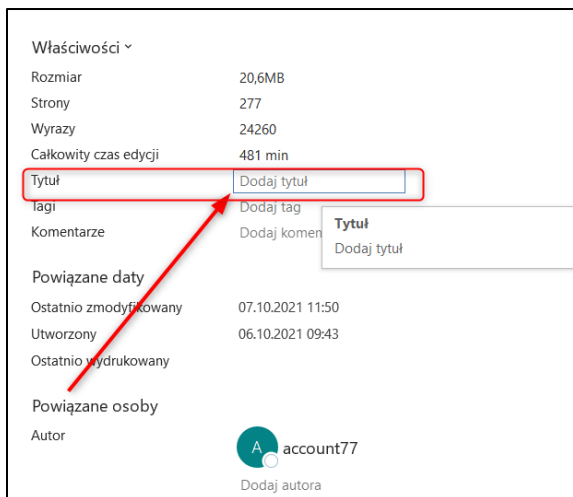 Właściwości
Rozmiar 20,6MB
Strony 277
Wyrazy 24260
Całkowity czas edycji 481 min
Tytuł Dodaj tytuł
Tagi Dodaj tag
Komentarze Dodaj komen
Tytuł
Dodaj tytuł
Powiązane daty
Ostatnio zmodyfikowany 07.10.2021 11:50
Utworzony 06.10.2021 09:43
Ostatnio wydrukowany
Powiązane osoby
Autor
A account77
Dodaj autora